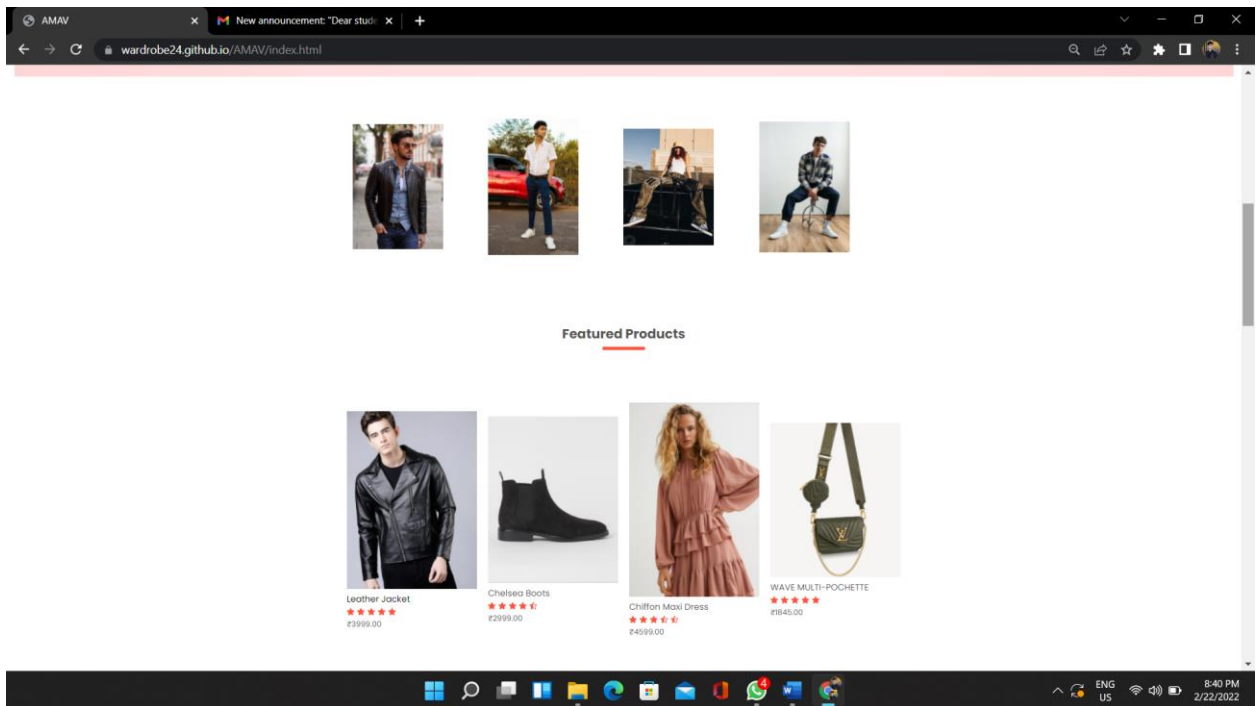 AMAV
New announcement: "Dear stude
wardrobe24.github.io/AMAV/index.html
Featured Products
Leather Jacket
₹3999.00
Chelsea Boots
₹2999.00
Chiffon Maxi Dress
₹4599.00
WAVE MULTI-POCHETTE
₹1845.00
4
ENG
US
8:40 PM
2/22/2022